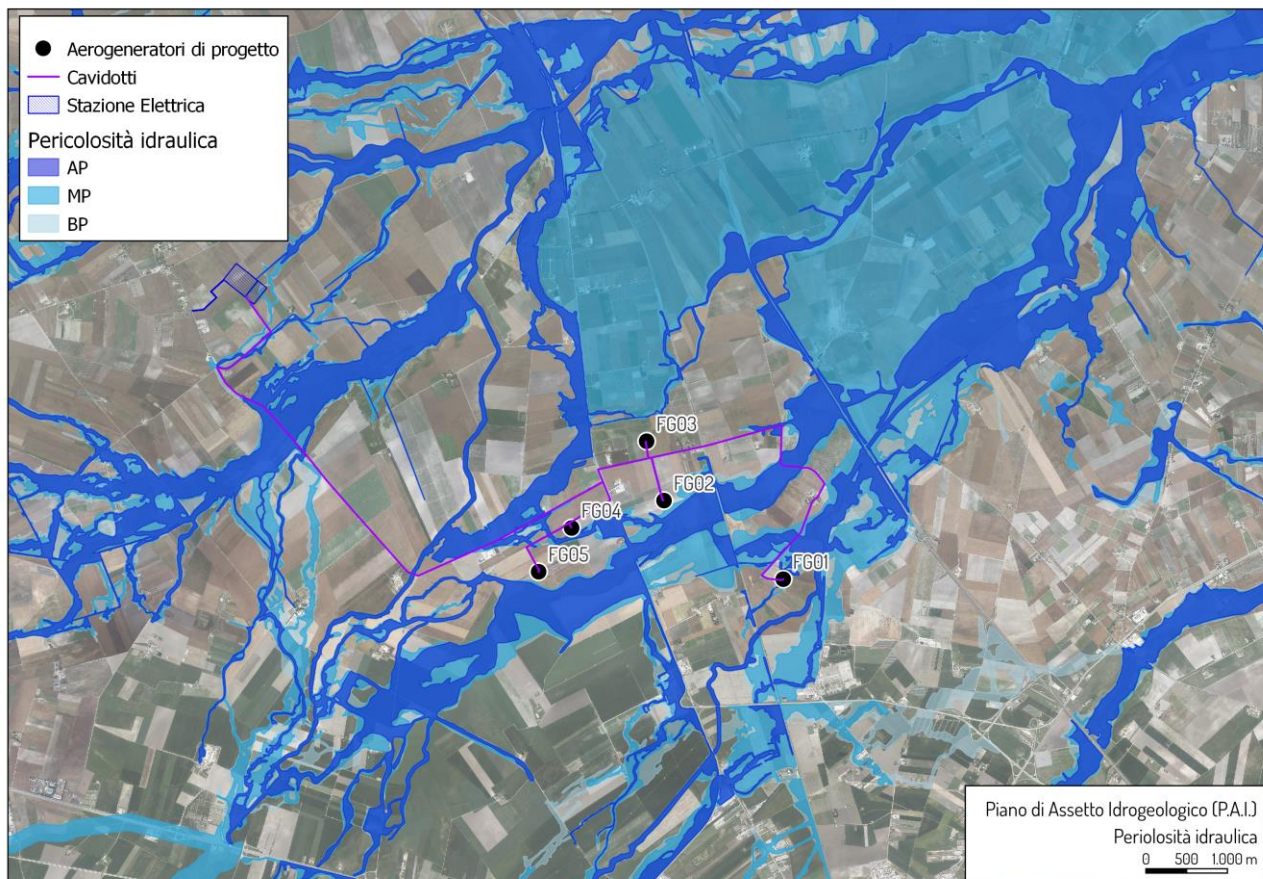 Aerogeneratori di progetto
Cavidotti
Stazione Elettrica
Pericolosità idraulica
AP
MP
BP
FG03
FG02
FG04
FG05
FG01
Piano di Assetto Idrogeologico (P.A.I.)
Periolosità idraulica
0 500 1.000 m